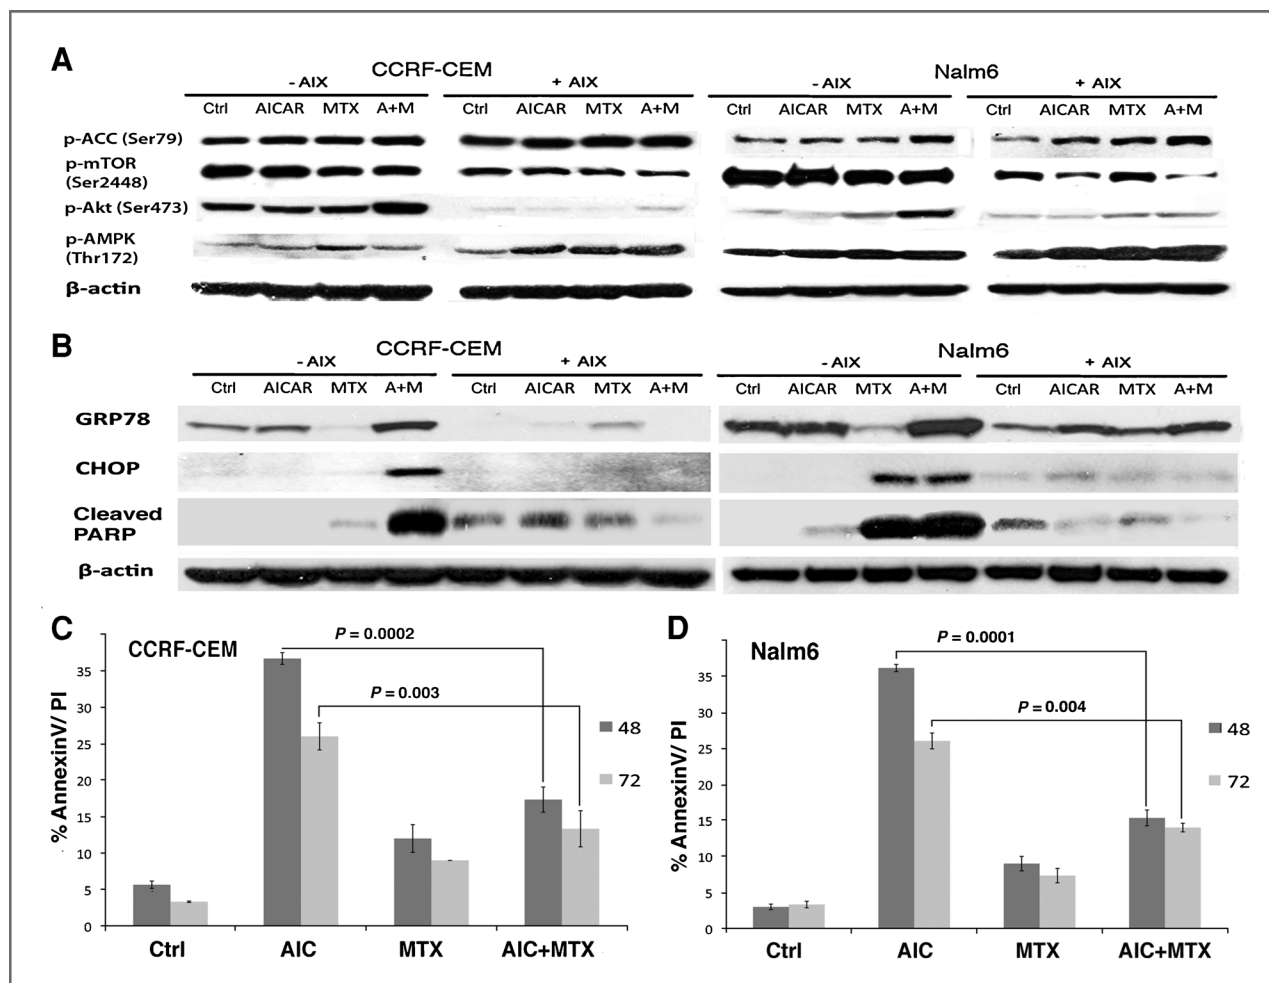 A
CCRF-CEM
Nalm6
- AIX
+ AIX
- AIX
+ AIX
Ctrl AICAR MTX A+M Ctrl AICAR MTX A+M Ctrl AICAR MTX A+M Ctrl AICAR MTX A+M
p-ACC (Ser79)
p-mTOR
(Ser2448)
p-Akt (Ser473)
p-AMPK
(Thr172)
β-actin
B
CCRF-CEM
Nalm6
- AIX
+ AIX
- AIX
+ AIX
Ctrl AICAR MTX A+M Ctrl AICAR MTX A+M Ctrl AICAR MTX A+M Ctrl AICAR MTX A+M
GRP78
CHOP
Cleaved
PARP
β-actin
C
CCRF-CEM
P = 0.0002
P = 0.003
% AnnexinV/ PI
35
30
25
20
15
10
5
0
48
72
Ctrl AIC MTX AIC+MTX
D
Nalm6
P = 0.0001
P = 0.004
% AnnexinV/ PI
35
30
25
20
15
10
5
0
48
72
Ctrl AIC MTX AIC+MTX